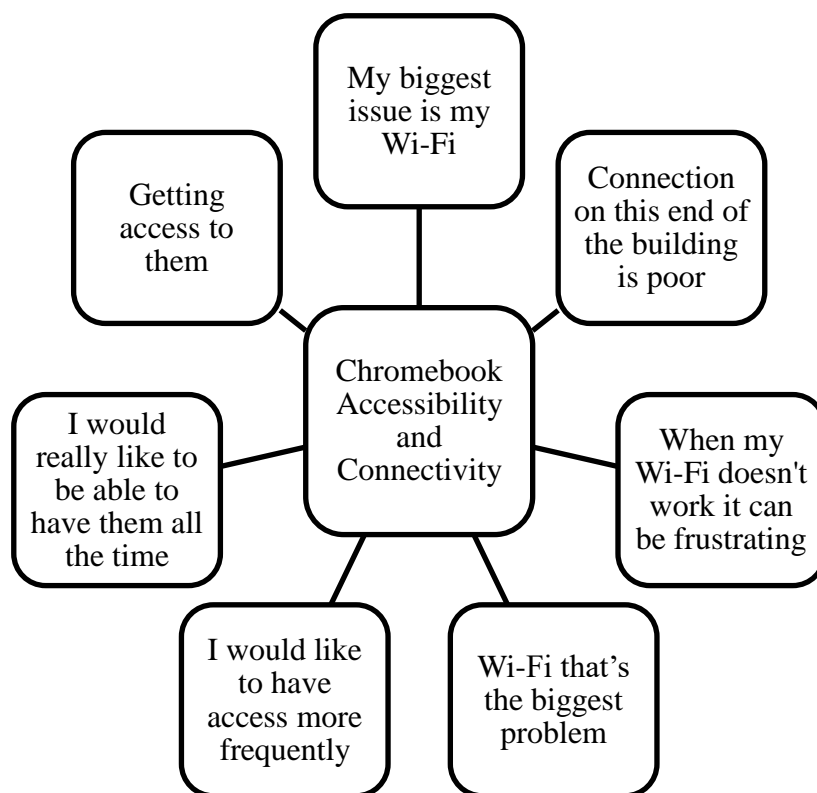 My biggest
issue is my
Wi-Fi
Connection
on this end of
the building
is poor
When my
Wi-Fi doesn't
work it can
be frustrating
Wi-Fi that’s
the biggest
problem
I would like
to have
access more
frequently
I would
really like to
be able to
have them all
the time
Getting
access to
them
Chromebook
Accessibility
and
Connectivity